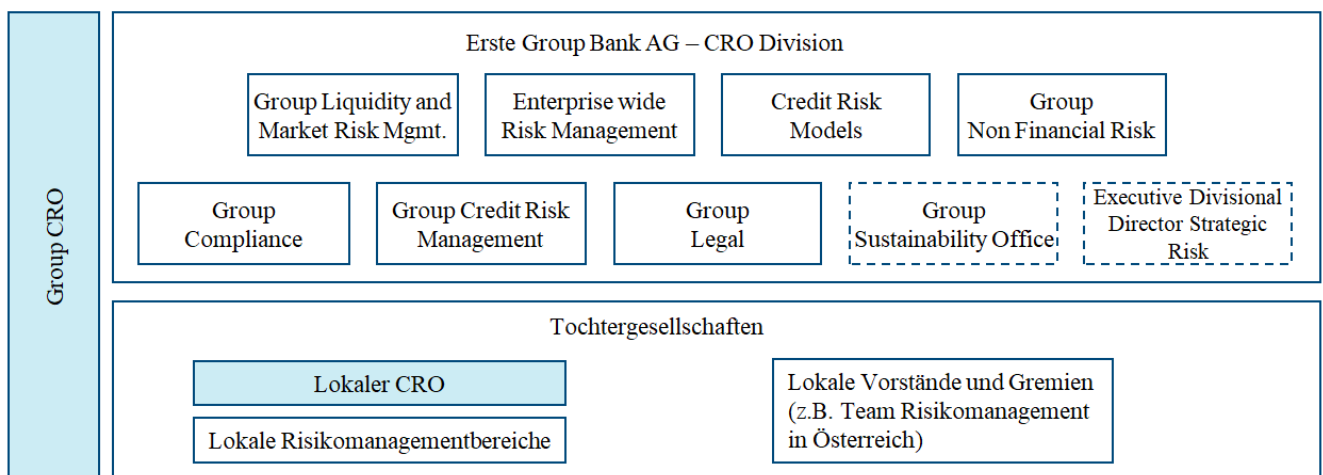 Group CRO
Erste Group Bank AG – CRO Division
Group Liquidity and
Market Risk Mgmt.
Enterprise wide
Risk Management
Credit Risk
Models
Group
Non Financial Risk
Group
Compliance
Group Credit Risk
Management
Group
Legal
Group
Sustainability Office
Executive Divisional
Director Strategic
Risk
Tochtergesellschaften
Lokaler CRO
Lokale Risikomanagementbereiche
Lokale Vorstände und Gremien
(z.B. Team Risikomanagement
in Österreich)